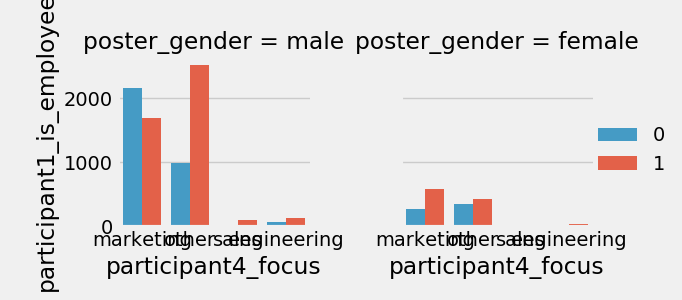 poster_gender = male
poster_gender = female
participant1_is_employee
2000
1000
0
marketing
other
sales
engineering
participant4_focus
marketing
other
sales
engineering
participant4_focus
0
1